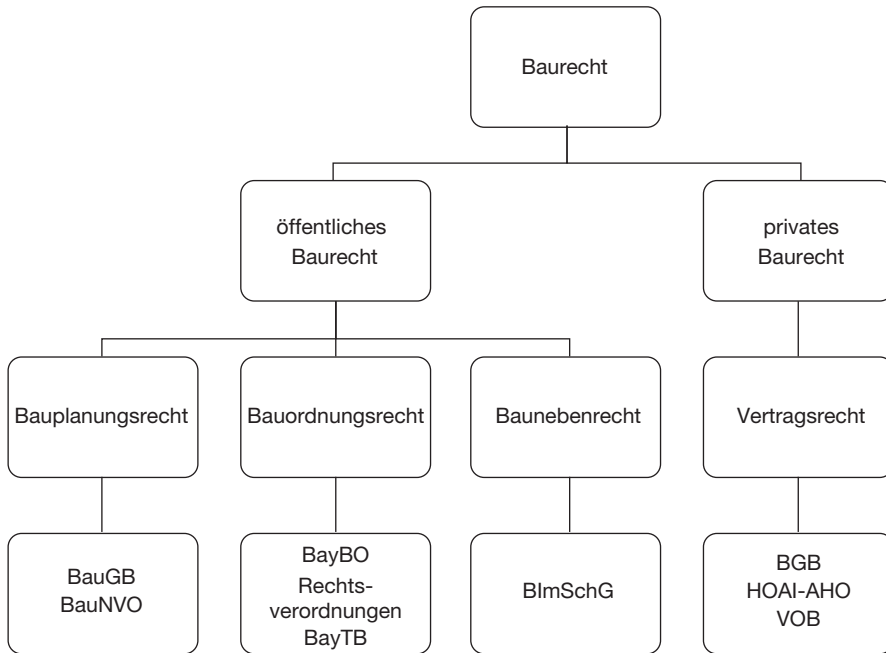 Baurecht
öffentliches
Baurecht
privates
Baurecht
Bauplanungsrecht
Bauordnungsrecht
Baunebenrecht
Vertragsrecht
BauGB
BauNVO
BayBO
Rechts-
verordnungen
BayTB
BImSchG
BGB
HOAI-AHO
VOB